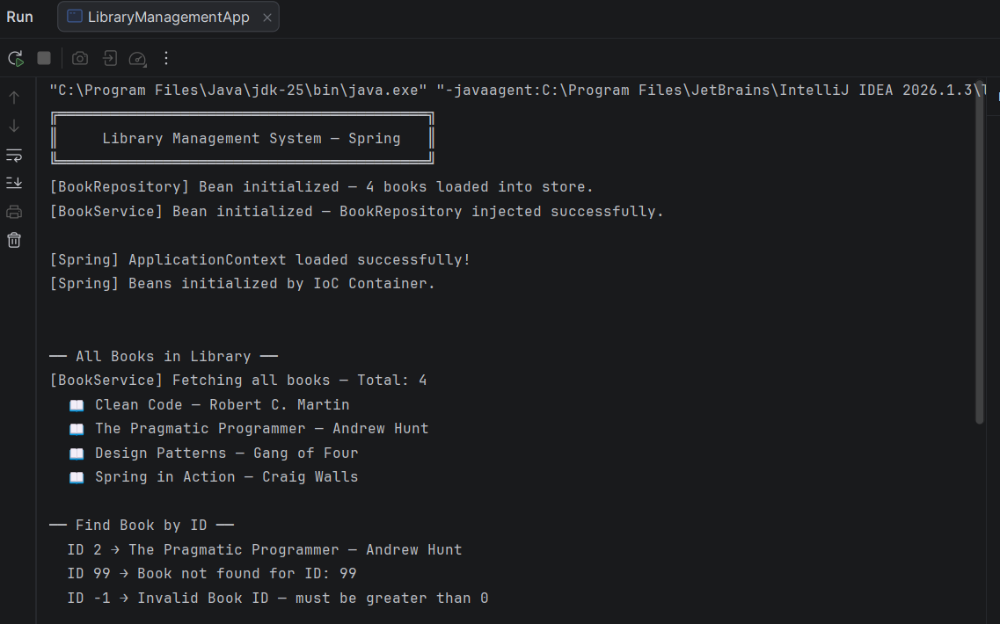 Run
LibraryManagementApp
"C:\Program Files\Java\jdk-25\bin\java.exe" "-javaagent:C:\Program Files\JetBrains\IntelliJ IDEA 2026.1.3\
Library Management System — Spring
[BookRepository] Bean initialized — 4 books loaded into store.
[BookService] Bean initialized — BookRepository injected successfully.
[Spring] ApplicationContext loaded successfully!
[Spring] Beans initialized by IoC Container.
── All Books in Library ──
[BookService] Fetching all books — Total: 4
📖 Clean Code — Robert C. Martin
📖 The Pragmatic Programmer — Andrew Hunt
📖 Design Patterns — Gang of Four
📖 Spring in Action — Craig Walls
── Find Book by ID ──
ID 2 → The Pragmatic Programmer — Andrew Hunt
ID 99 → Book not found for ID: 99
ID -1 → Invalid Book ID — must be greater than 0